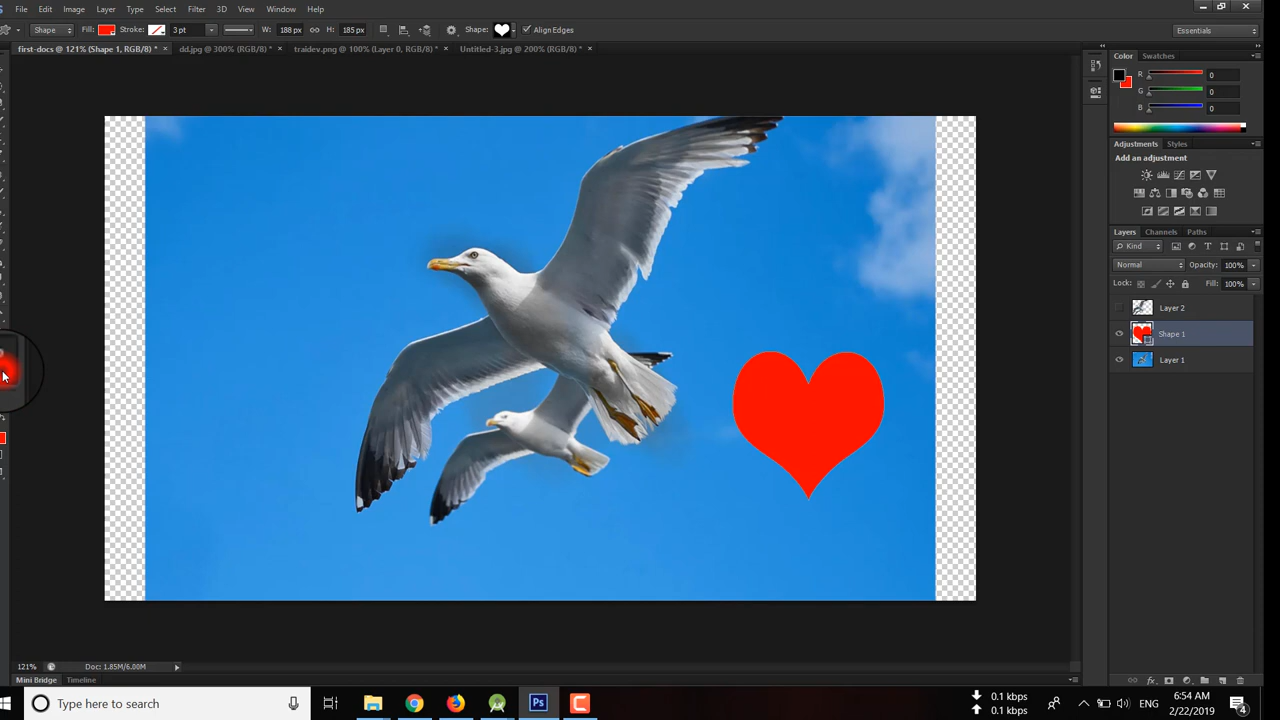 File Edit Image Layer Type Select Filter 3D View Window Help
Shape Fill: Stroke: 3 pt W: 188 px H: 185 px Shape: Align Edges Essentials
first-docs @ 121% (Shape 1, RGB/8) * × dd.jpg @ 300% (RGB/8) * × traidev.png @ 100% (Layer 0, RGB/8) * × Untitled-3.jpg @ 200% (RGB/8) * ×
Color Swatches
R 0
G 0
B 0
Adjustments Styles
Add an adjustment
Layers Channels Paths
Kind
Normal Opacity: 100%
Lock: Fill: 100%
Layer 2
Shape 1
Layer 1
121% Doc: 1.85M/6.00M
Mini Bridge Timeline
Type here to search Ps 0.1 kbps 0.1 kbps ENG 6:54 AM 2/22/2019 4